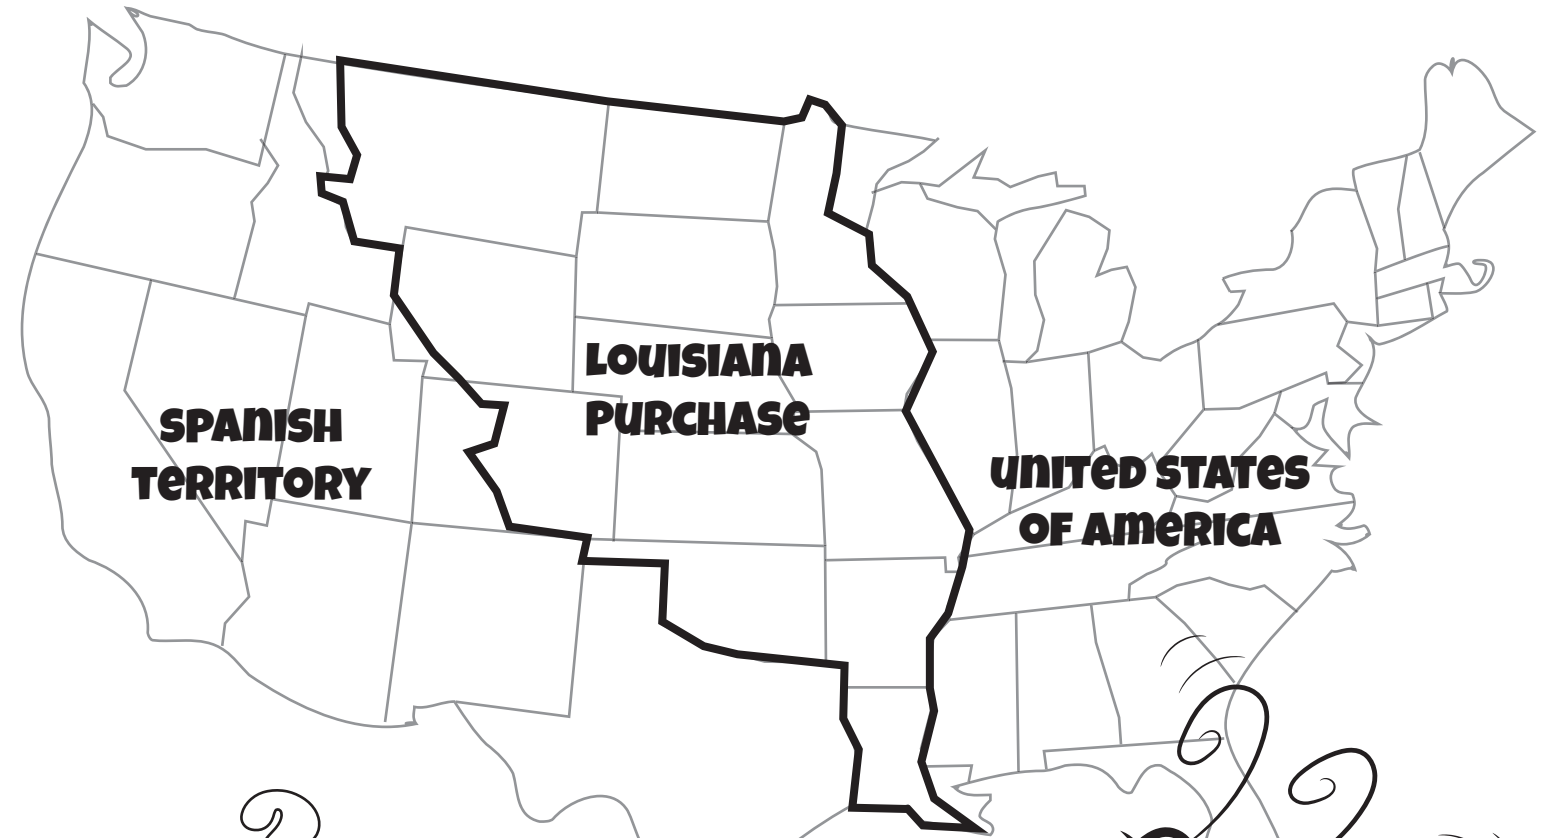 LOUISIANA
PURCHASE
SPANISH
TERRITORY
UNITED STATES
OF AMERICA